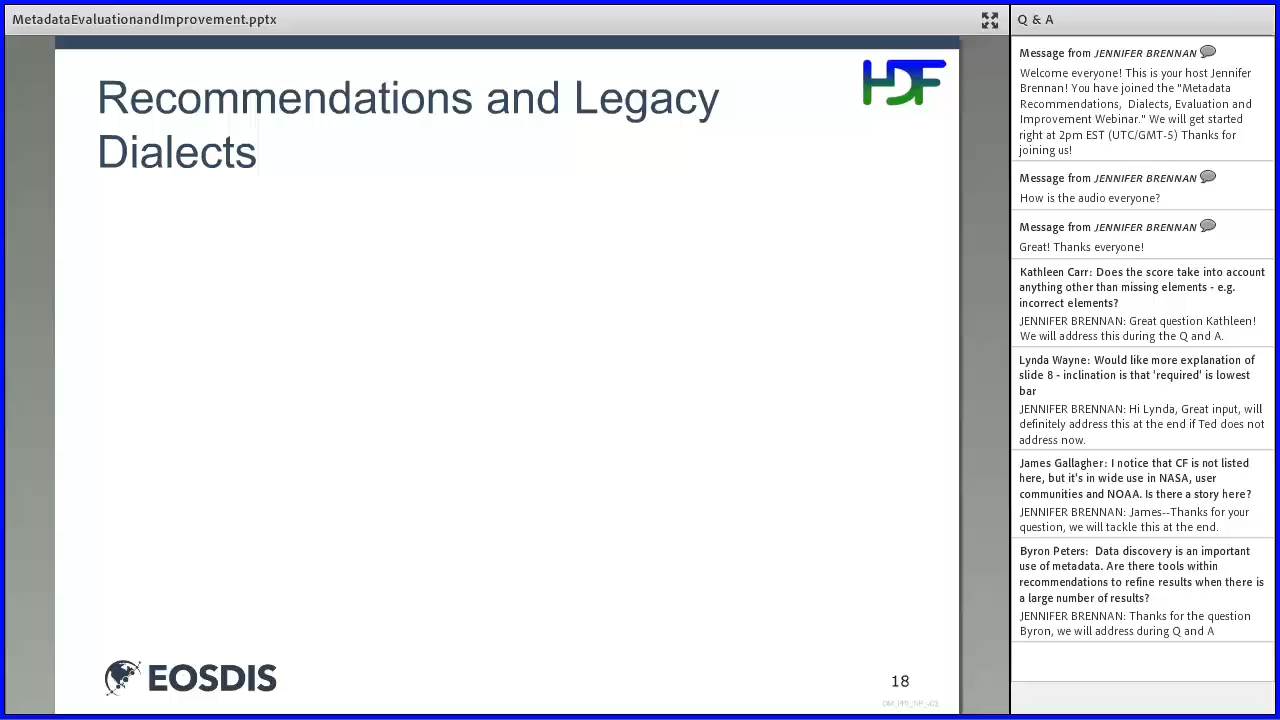 MetadataEvaluationandImprovement.pptx
Recommendations and Legacy
Dialects
HDF
EOSDIS
18
Q & A
Message from JENNIFER BRENNAN
Welcome everyone! This is your host Jennifer
Brennan! You have joined the "Metadata
Recommendations, Dialects, Evaluation and
Improvement Webinar." We will get started
right at 2pm EST (UTC/GMT-5) Thanks for
joining us!
Message from JENNIFER BRENNAN
How is the audio everyone?
Message from JENNIFER BRENNAN
Great! Thanks everyone!
Kathleen Carr: Does the score take into account
anything other than missing elements - e.g.
incorrect elements?
JENNIFER BRENNAN: Great question Kathleen!
We will address this during the Q and A.
Lynda Wayne: Would like more explanation of
slide 8 - inclination is that 'required' is lowest
bar
JENNIFER BRENNAN: Hi Lynda, Great input, will
definitely address this at the end if Ted does not
address now.
James Gallagher: I notice that CF is not listed
here, but it's in wide use in NASA, user
communities and NOAA. Is there a story here?
JENNIFER BRENNAN: James--Thanks for your
question, we will tackle this at the end.
Byron Peters: Data discovery is an important
use of metadata. Are there tools within
recommendations to refine results when there is
a large number of results?
JENNIFER BRENNAN: Thanks for the question
Byron, we will address during Q and A